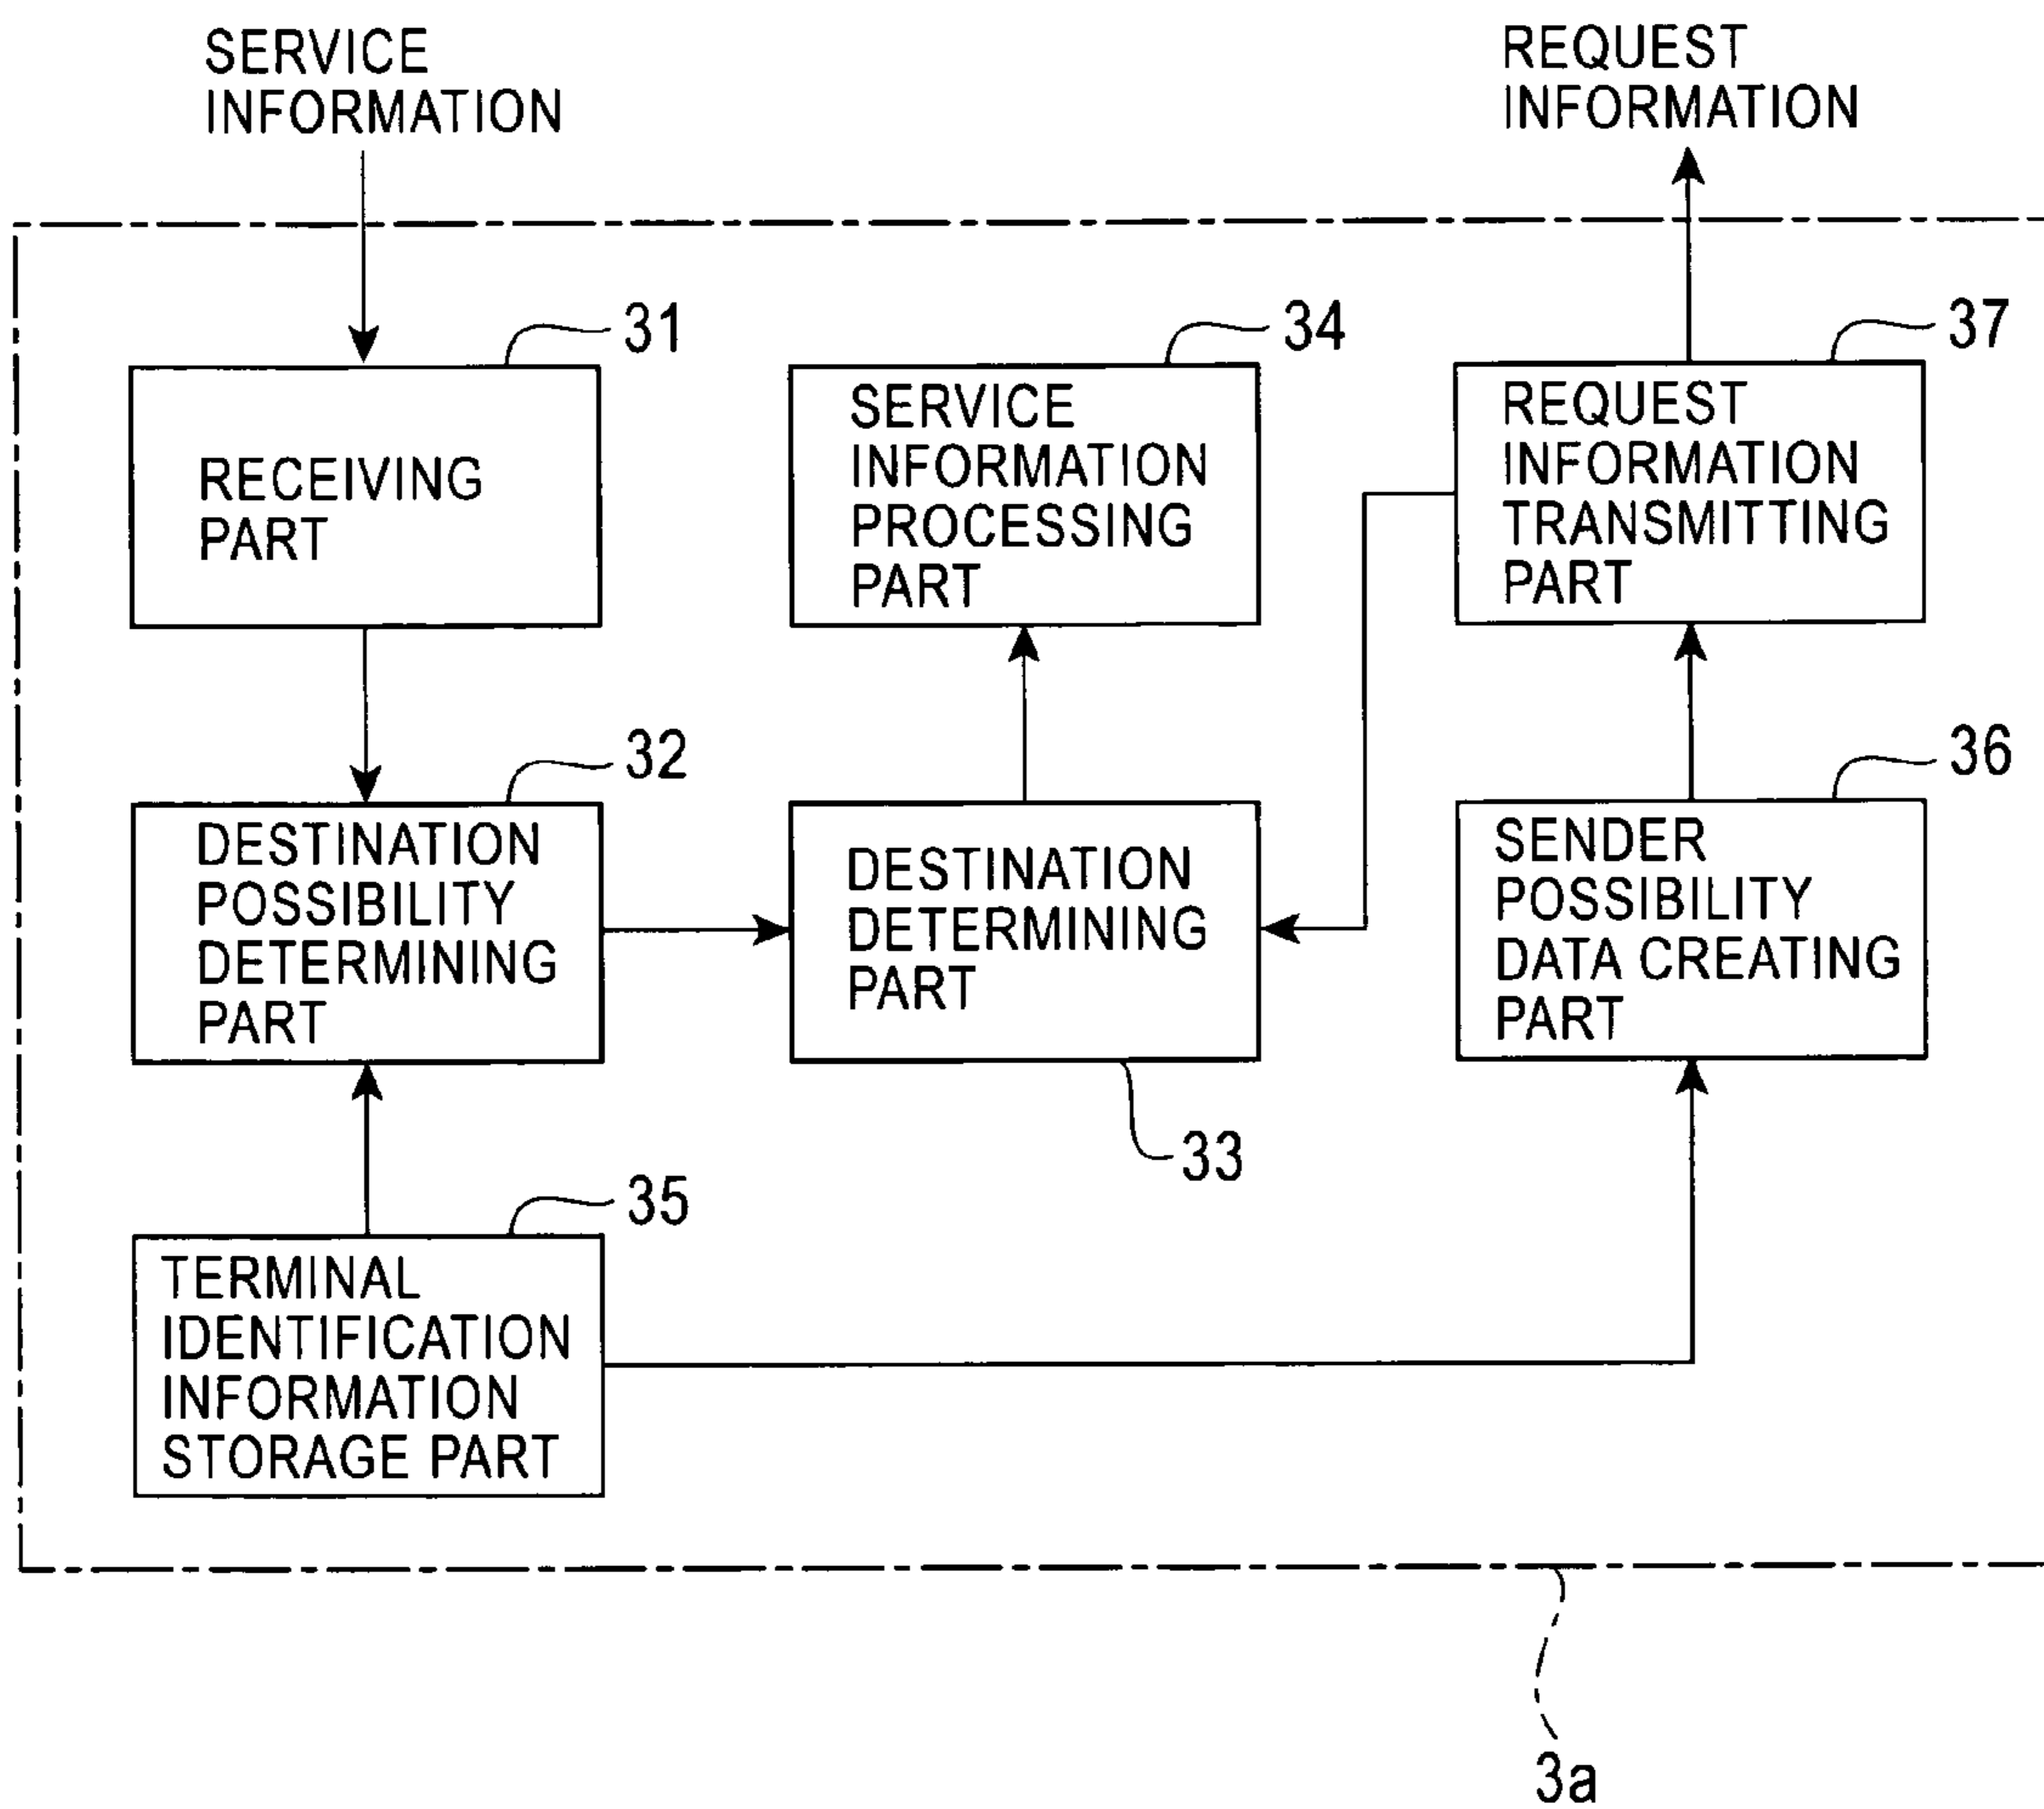 SERVICE
INFORMATION
REQUEST
INFORMATION
31
RECEIVING
PART
34
SERVICE
INFORMATION
PROCESSING
PART
37
REQUEST
INFORMATION
TRANSMITTING
PART
32
DESTINATION
POSSIBILITY
DETERMINING
PART
DESTINATION
DETERMINING
PART
33
36
SENDER
POSSIBILITY
DATA CREATING
PART
35
TERMINAL
IDENTIFICATION
INFORMATION
STORAGE PART
3a